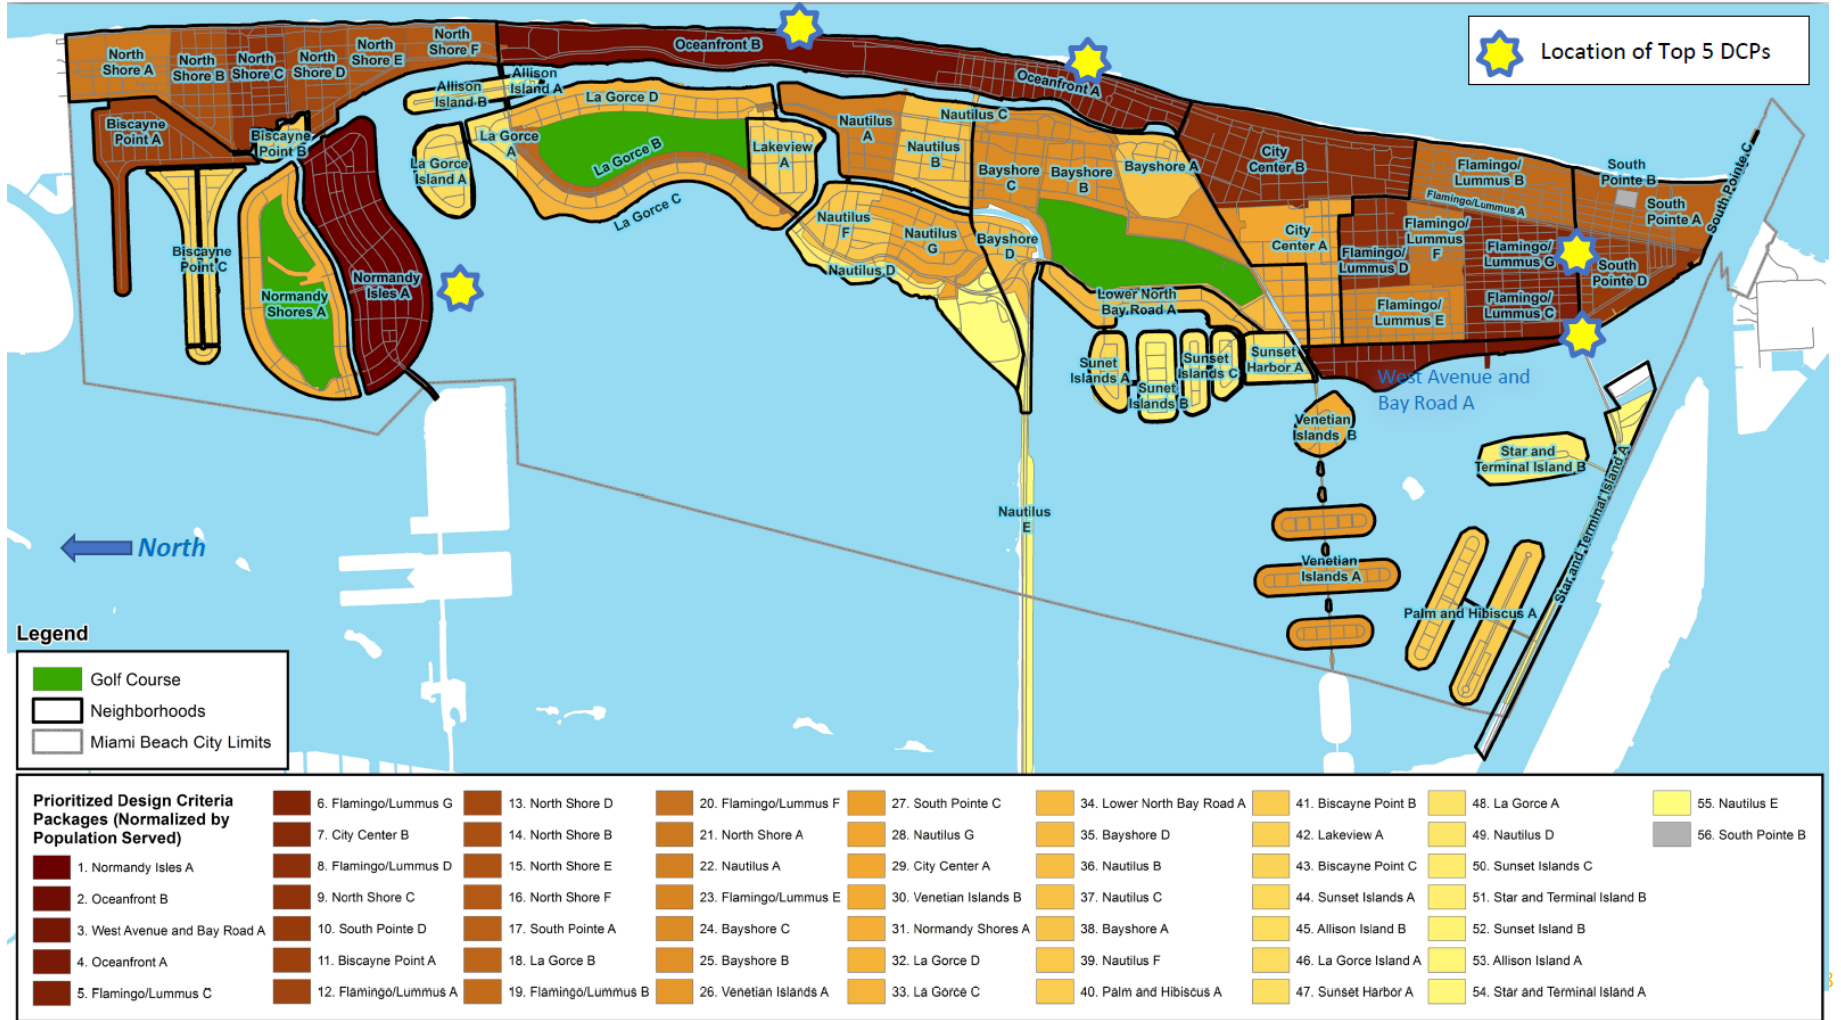 Location of Top 5 DCPs
North
Shore A
North
Shore B
North
Shore C
North
Shore D
North
Shore E
North
Shore F
Oceanfront B
Oceanfront A
Allison
Island A
Allison
Island B
Biscayne
Point A
Biscayne
Point B
Biscayne
Point C
La Gorce
Island A
La Gorce
A
La Gorce D
La Gorce B
La Gorce C
Lakeview
A
Nautilus
A
Nautilus
B
Nautilus C
Bayshore
C
Bayshore
B
Bayshore A
City
Center B
Flamingo/
Lummus B
Flamingo/Lummus A
South
Pointe B
South
Pointe A
South Pointe C
Normandy
Isles A
Normandy
Shores A
Nautilus
F
Nautilus
G
Nautilus D
Bayshore
D
City
Center A
Flamingo/
Lummus D
Flamingo/
Lummus
F
Flamingo/
Lummus G
South
Pointe D
Flamingo/
Lummus E
Flamingo/
Lummus C
Lower North
Bay Road A
Sunet
Islands A
Sunet
Islands B
Sunset
Islands C
Sunset
Harbor A
West Avenue and
Bay Road A
Venetian
Islands B
Star and
Terminal Island B
Star and Terminal Island A
Nautilus
E
Venetian
Islands A
Palm and Hibiscus A
North
Legend
Golf Course
Neighborhoods
Miami Beach City Limits
Prioritized Design Criteria
Packages (Normalized by
Population Served)
1. Normandy Isles A
2. Oceanfront B
3. West Avenue and Bay Road A
4. Oceanfront A
5. Flamingo/Lummus C
6. Flamingo/Lummus G
7. City Center B
8. Flamingo/Lummus D
9. North Shore C
10. South Pointe D
11. Biscayne Point A
12. Flamingo/Lummus A
13. North Shore D
14. North Shore B
15. North Shore E
16. North Shore F
17. South Pointe A
18. La Gorce B
19. Flamingo/Lummus B
20. Flamingo/Lummus F
21. North Shore A
22. Nautilus A
23. Flamingo/Lummus E
24. Bayshore C
25. Bayshore B
26. Venetian Islands A
27. South Pointe C
28. Nautilus G
29. City Center A
30. Venetian Islands B
31. Normandy Shores A
32. La Gorce D
33. La Gorce C
34. Lower North Bay Road A
35. Bayshore D
36. Nautilus B
37. Nautilus C
38. Bayshore A
39. Nautilus F
40. Palm and Hibiscus A
41. Biscayne Point B
42. Lakeview A
43. Biscayne Point C
44. Sunset Islands A
45. Allison Island B
46. La Gorce Island A
47. Sunset Harbor A
48. La Gorce A
49. Nautilus D
50. Sunset Islands C
51. Star and Terminal Island B
52. Sunset Island B
53. Allison Island A
54. Star and Terminal Island A
55. Nautilus E
56. South Pointe B